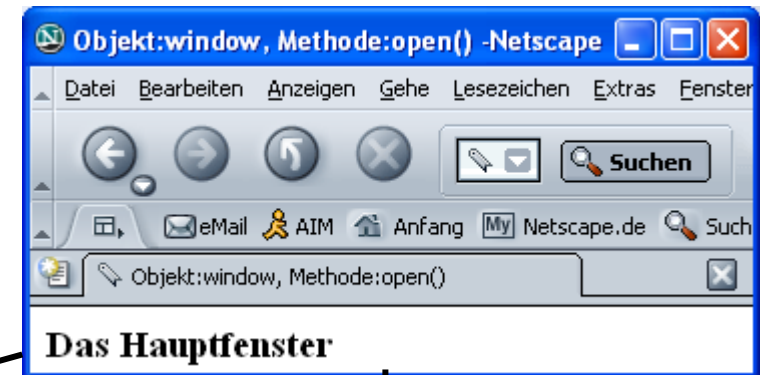 Objekt:window, Methode:open() -Netscape
Datei Bearbeiten Anzeigen Gehe Lesezeichen Extras Fenster
Suchen
eMail AIM Anfang My Netscape.de Such
Objekt:window, Methode:open()
Das Hauptfenster